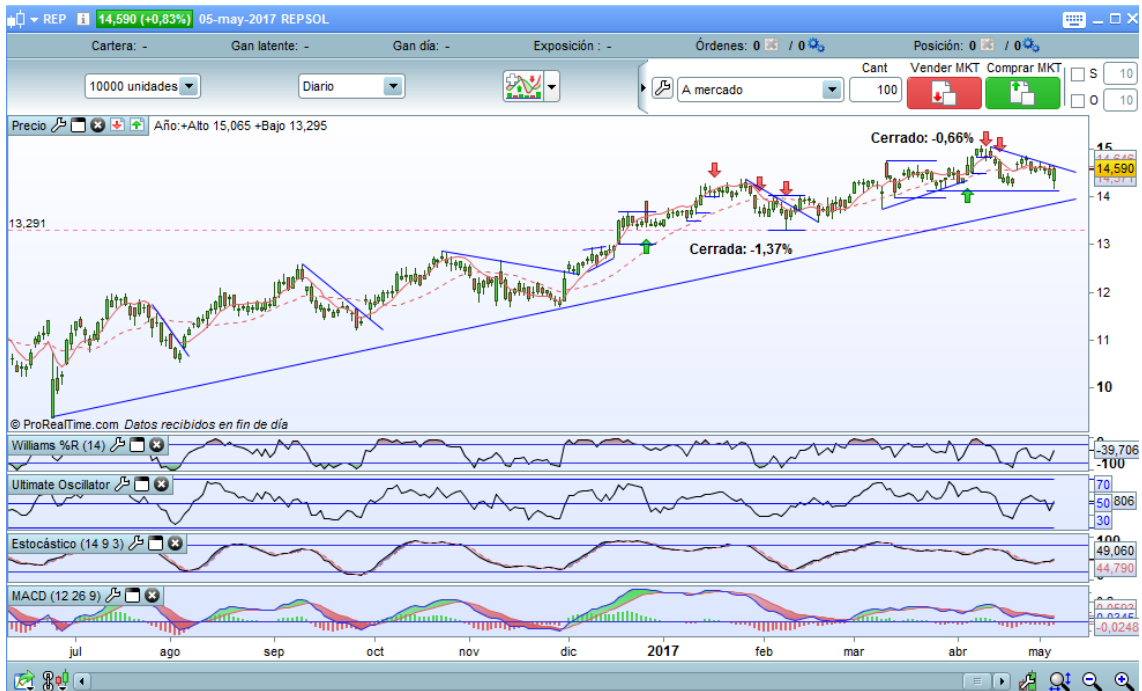 REP 14,590 (+0,83%) 05-may-2017 REPSOL
Cartera: - Gan latente: - Gan día: - Exposición : - Órdenes: 0 / 0 Posición: 0 / 0
10000 unidades Diario A mercado Cant 100 Vender MKT Comprar MKT S 10
O 10
Precio Año:+Alto 15,065 +Bajo 13,295
Cerrado: -0,66%
15
14,590
14
13,291
13
Cerrada: -1,37%
12
11
10
© ProRealTime.com Datos recibidos en fin de día
Williams %R (14)
-39,706
-100
Ultimate Oscillator
70
50 806
30
Estocástico (14 9 3)
100
49,060
44,790
MACD (12 26 9)
-0,0248
jul ago sep oct nov dic 2017 feb mar abr may